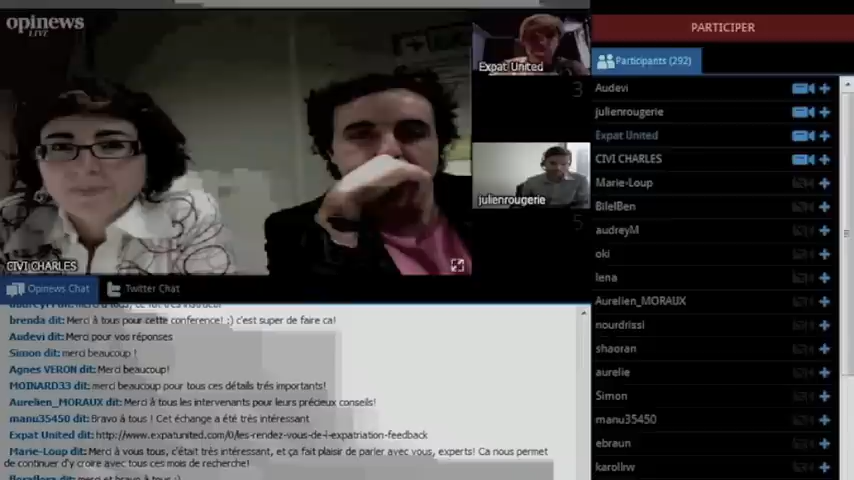 opinews
LIVE
Expat United
3
julienrougerie
5
CIVI CHARLES
Opinews Chat
Twitter Chat
brenda dit: Merci à tous pour cette conference! ;) c'est super de faire ca!
Audevi dit: Merci pour vos réponses
Simon dit: merci beaucoup !
Agnes VERON dit: Merci beaucoup!
MOINARD33 dit: merci beaucoup pour tous ces détails trés importants!
Aurelien_MORAUX dit: Merci à tous les intervenants pour leurs précieux conseils!
manu35450 dit: Bravo à tous ! Cet échange a été très intéressant
Expat United dit: http://www.expatunited.com/0/les-rendez-vous-de-l-expatriation-feedback
Marie-Loup dit: Merci à vous tous, c'était très intéressant, et ça fait plaisir de parler avec vous, experts! Ca nous permet
de continuer d'y croire avec tous ces mois de recherche!
dit: merci et bravo à tous ;)
PARTICIPER
Participants (292)
Audevi
julienrougerie
Expat United
CIVI CHARLES
Marie-Loup
BilelBen
audreyM
oki
lena
Aurelien_MORAUX
nourdrissi
shaoran
aurelie
Simon
manu35450
ebraun
karollrw